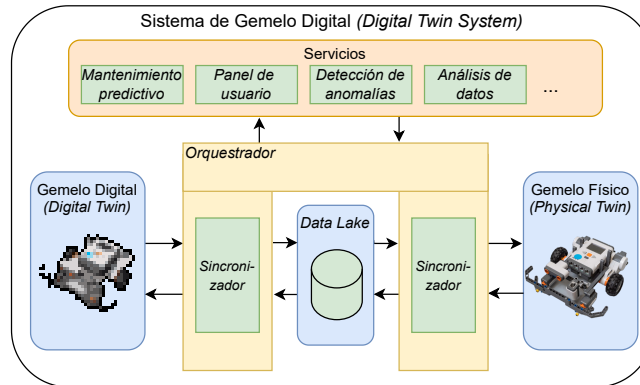 Sistema de Gemelo Digital (Digital Twin System)
Servicios
Mantenimiento
predictivo
Panel de
usuario
Detección de
anomalías
Análisis de
datos
...
Orquestrador
Gemelo Digital
(Digital Twin)
Sincroni-
zador
Data Lake
Sincroni-
zador
Gemelo Físico
(Physical Twin)